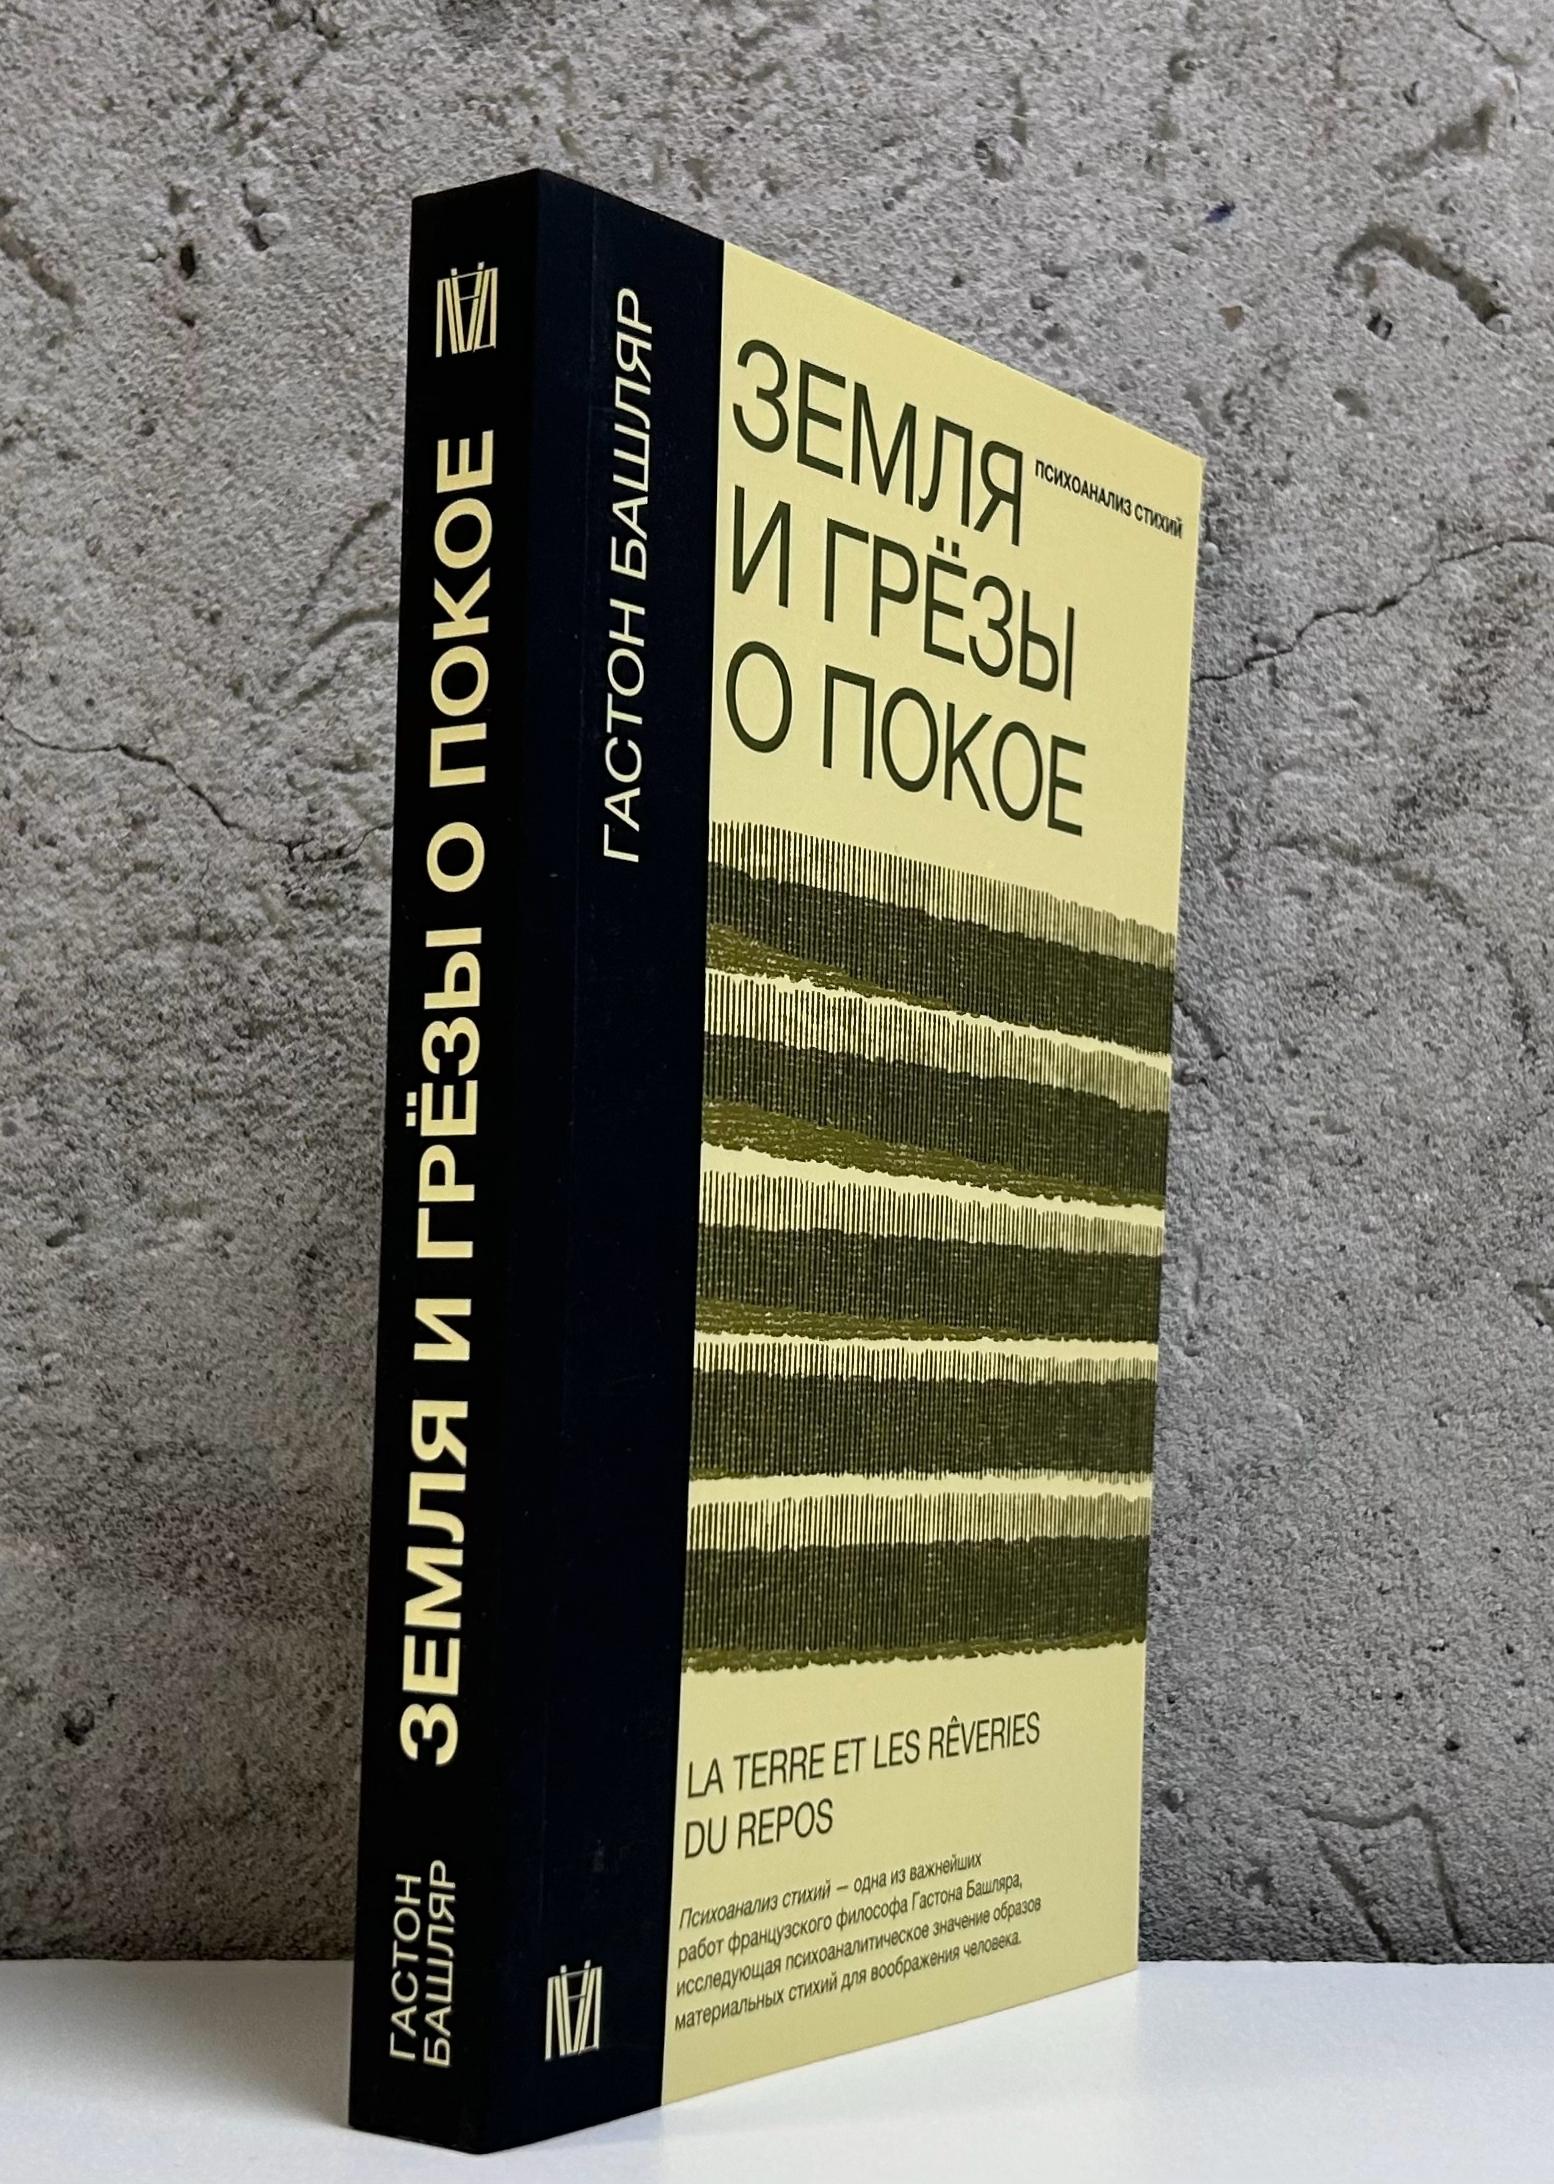 ЗЕМЛЯ И ГРЁЗЫ О ПОКОЕ
ГАСТОН
БАШЛЯР
ГАСТОН БАШЛЯР
ЗЕМЛЯ
И ГРЁЗЫ
О ПОКОЕ
ПСИХОАНАЛИЗ СТИХИЙ
LA TERRE ET LES RÊVERIES
DU REPOS
Психоанализ стихий — одна из важнейших
работ французского философа Гастона Башляра,
исследующая психоаналитическое значение образов
материальных стихий для воображения человека.